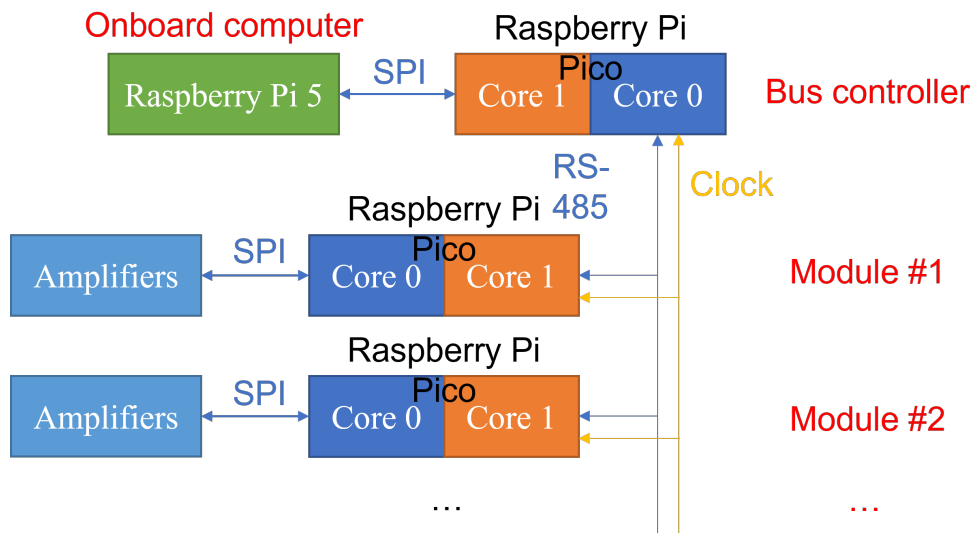 Onboard computer
Raspberry Pi
Pico
Raspberry Pi 5
SPI
Core 1
Core 0
Bus controller
RS-
485
Clock
Raspberry Pi
Pico
Amplifiers
SPI
Core 0
Core 1
Module #1
Raspberry Pi
Pico
Amplifiers
SPI
Core 0
Core 1
Module #2
...
...